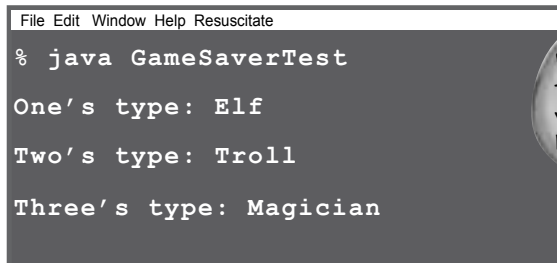 File Edit Window Help Resuscitate
% java GameSaverTest
One’s type: Elf
Two’s type: Troll
Three’s type: Magician